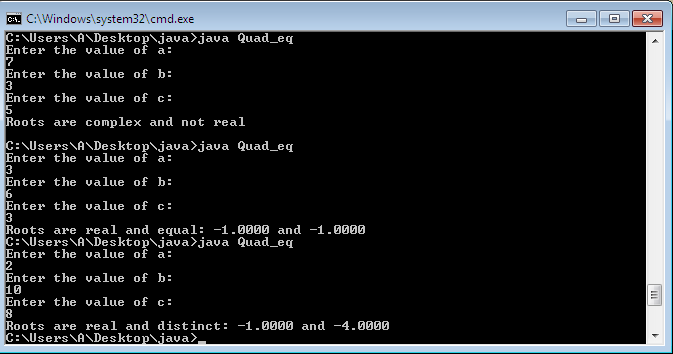 C:\Windows\system32\cmd.exe
C:\Users\A\Desktop\java>java Quad_eq
Enter the value of a:
7
Enter the value of b:
3
Enter the value of c:
5
Roots are complex and not real
C:\Users\A\Desktop\java>java Quad_eq
Enter the value of a:
3
Enter the value of b:
6
Enter the value of c:
3
Roots are real and equal: -1.0000 and -1.0000
C:\Users\A\Desktop\java>java Quad_eq
Enter the value of a:
2
Enter the value of b:
10
Enter the value of c:
8
Roots are real and distinct: -1.0000 and -4.0000
C:\Users\A\Desktop\java>_